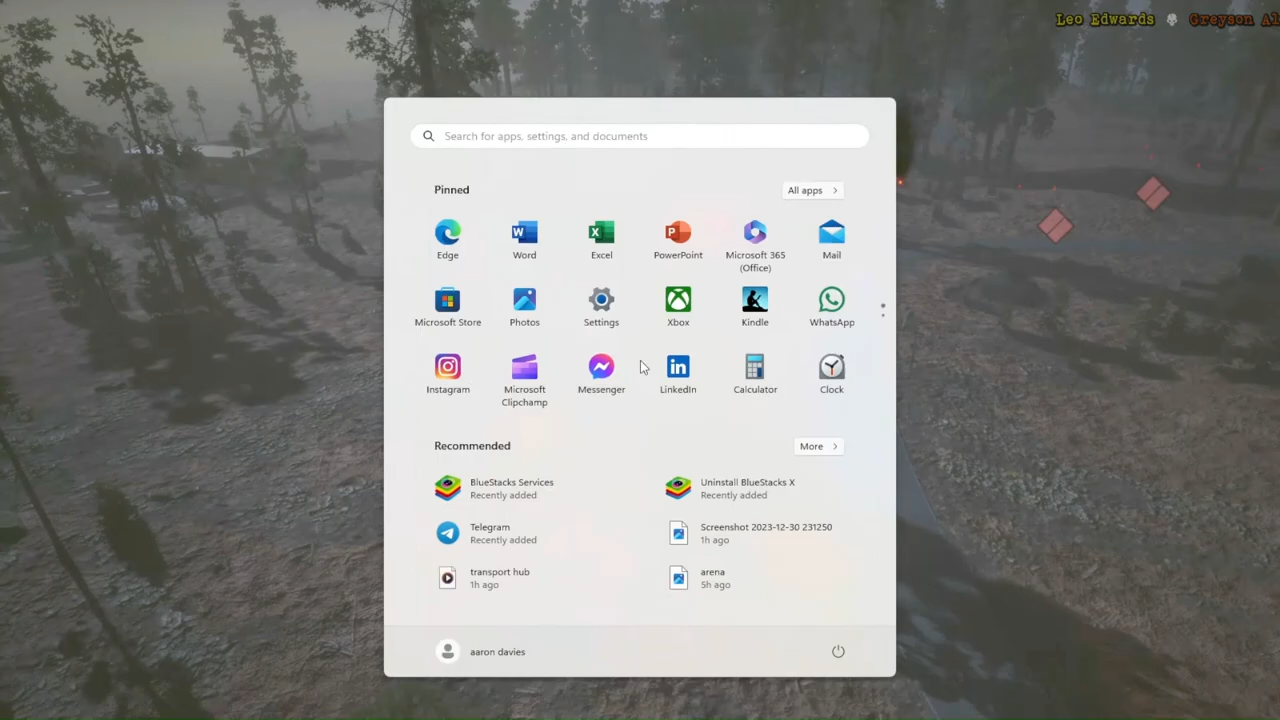 Leo Edwards Greyson Al
Search for apps, settings, and documents
Pinned
All apps
Edge
Word
Excel
PowerPoint
Microsoft 365
(Office)
Mail
Microsoft Store
Photos
Settings
Xbox
Kindle
WhatsApp
Instagram
Microsoft
Clipchamp
Messenger
LinkedIn
Calculator
Clock
Recommended
More
BlueStacks Services
Recently added
Uninstall BlueStacks X
Recently added
Telegram
Recently added
Screenshot 2023-12-30 231250
1h ago
transport hub
1h ago
arena
5h ago
aaron davies